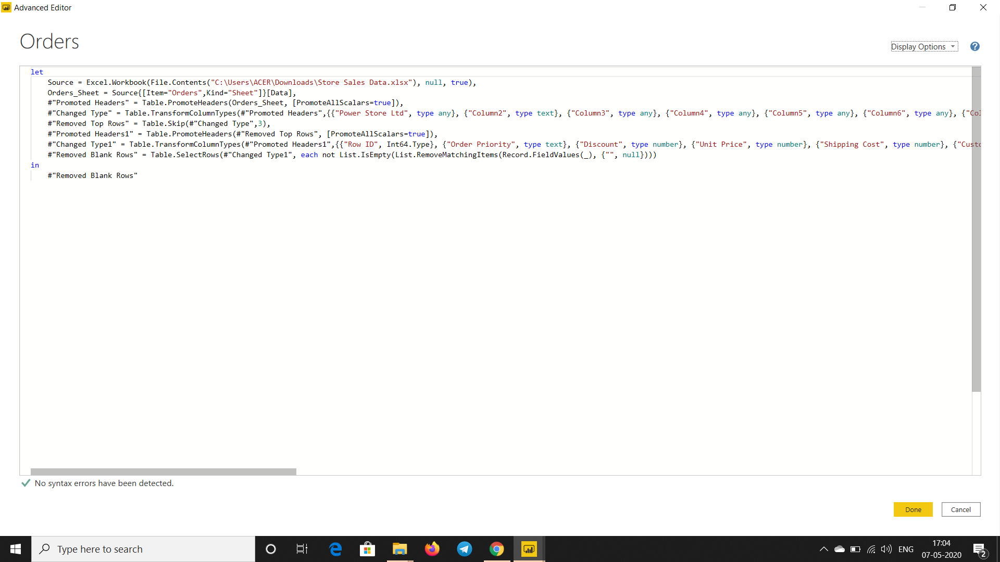 Advanced Editor
Orders
Display Options
?
let
Source = Excel.Workbook(File.Contents("C:\Users\ACER\Downloads\Store Sales Data.xlsx"), null, true),
Orders_Sheet = Source{[Item="Orders",Kind="Sheet"]}[Data],
#"Promoted Headers" = Table.PromoteHeaders(Orders_Sheet, [PromoteAllScalars=true]),
#"Changed Type" = Table.TransformColumnTypes(#"Promoted Headers",{{"Power Store Ltd", type any}, {"Column2", type text}, {"Column3", type any}, {"Column4", type any}, {"Column5", type any}, {"Column6", type any}, {"Col
#"Removed Top Rows" = Table.Skip(#"Changed Type",3),
#"Promoted Headers1" = Table.PromoteHeaders(#"Removed Top Rows", [PromoteAllScalars=true]),
#"Changed Type1" = Table.TransformColumnTypes(#"Promoted Headers1",{{"Row ID", Int64.Type}, {"Order Priority", type text}, {"Discount", type number}, {"Unit Price", type number}, {"Shipping Cost", type number}, {"Custo
#"Removed Blank Rows" = Table.SelectRows(#"Changed Type1", each not List.IsEmpty(List.RemoveMatchingItems(Record.FieldValues(_), {"", null})))
in
#"Removed Blank Rows"
No syntax errors have been detected.
Done
Cancel
Type here to search
ENG
17:04
07-05-2020
2